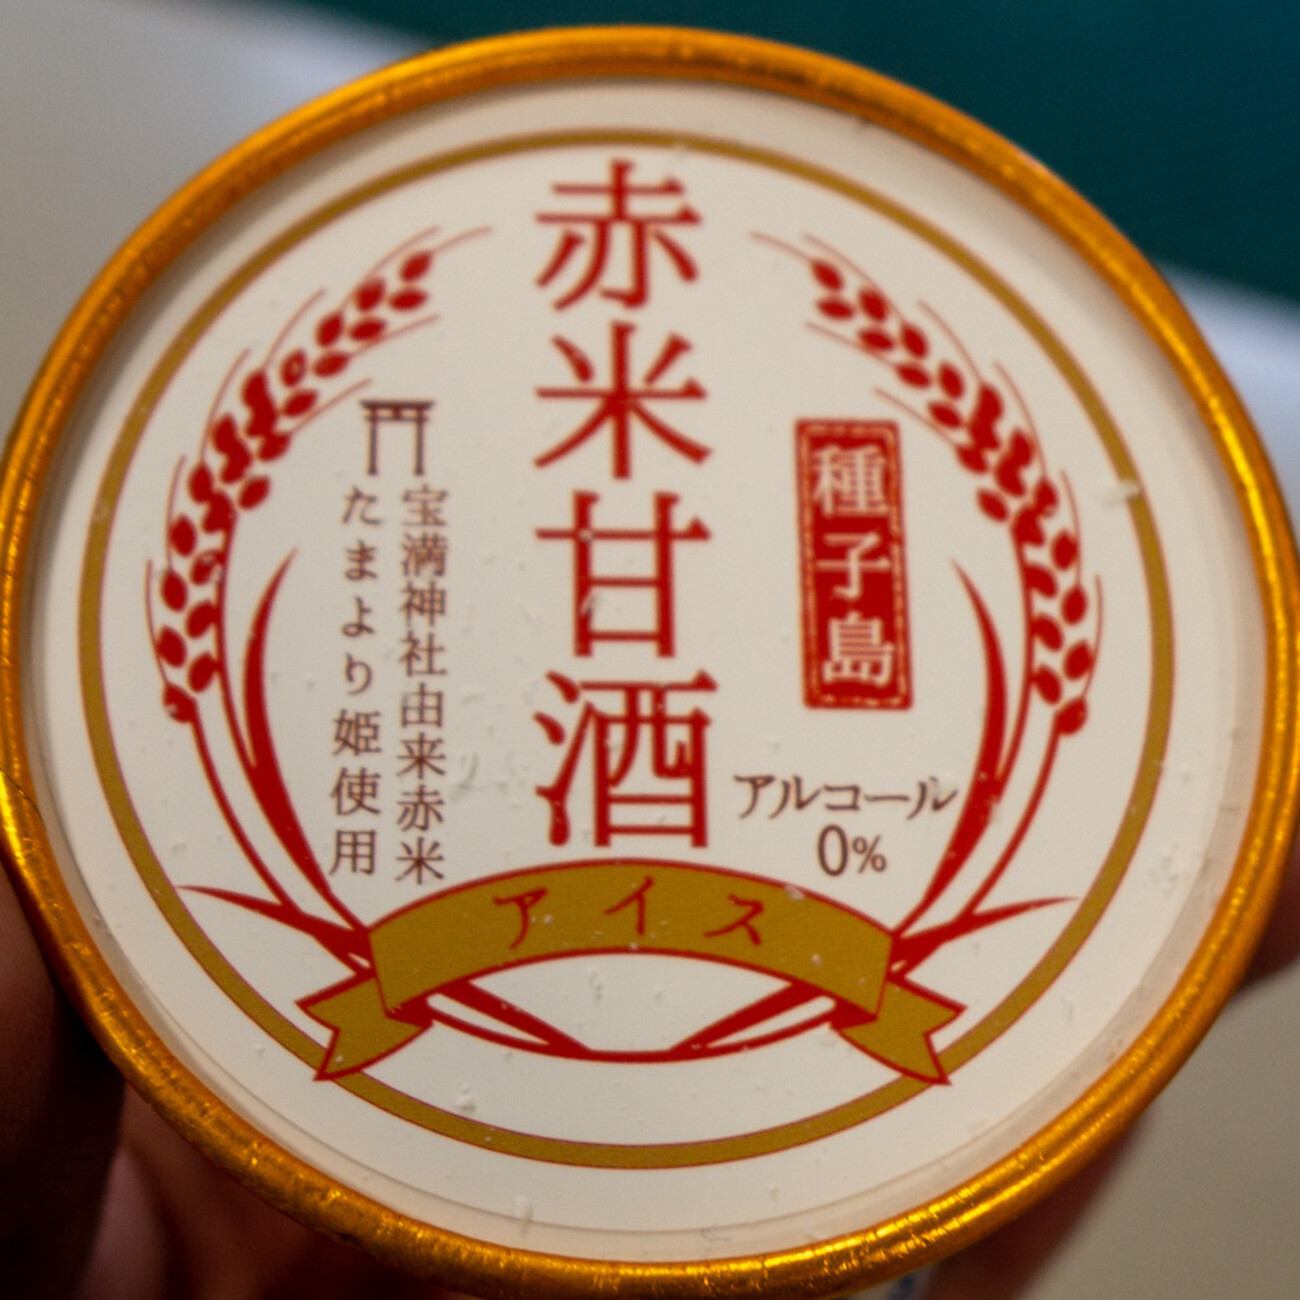 種子島
赤米甘酒
宝満神社由来赤米
たまより姫使用
アルコール
0%
アイス